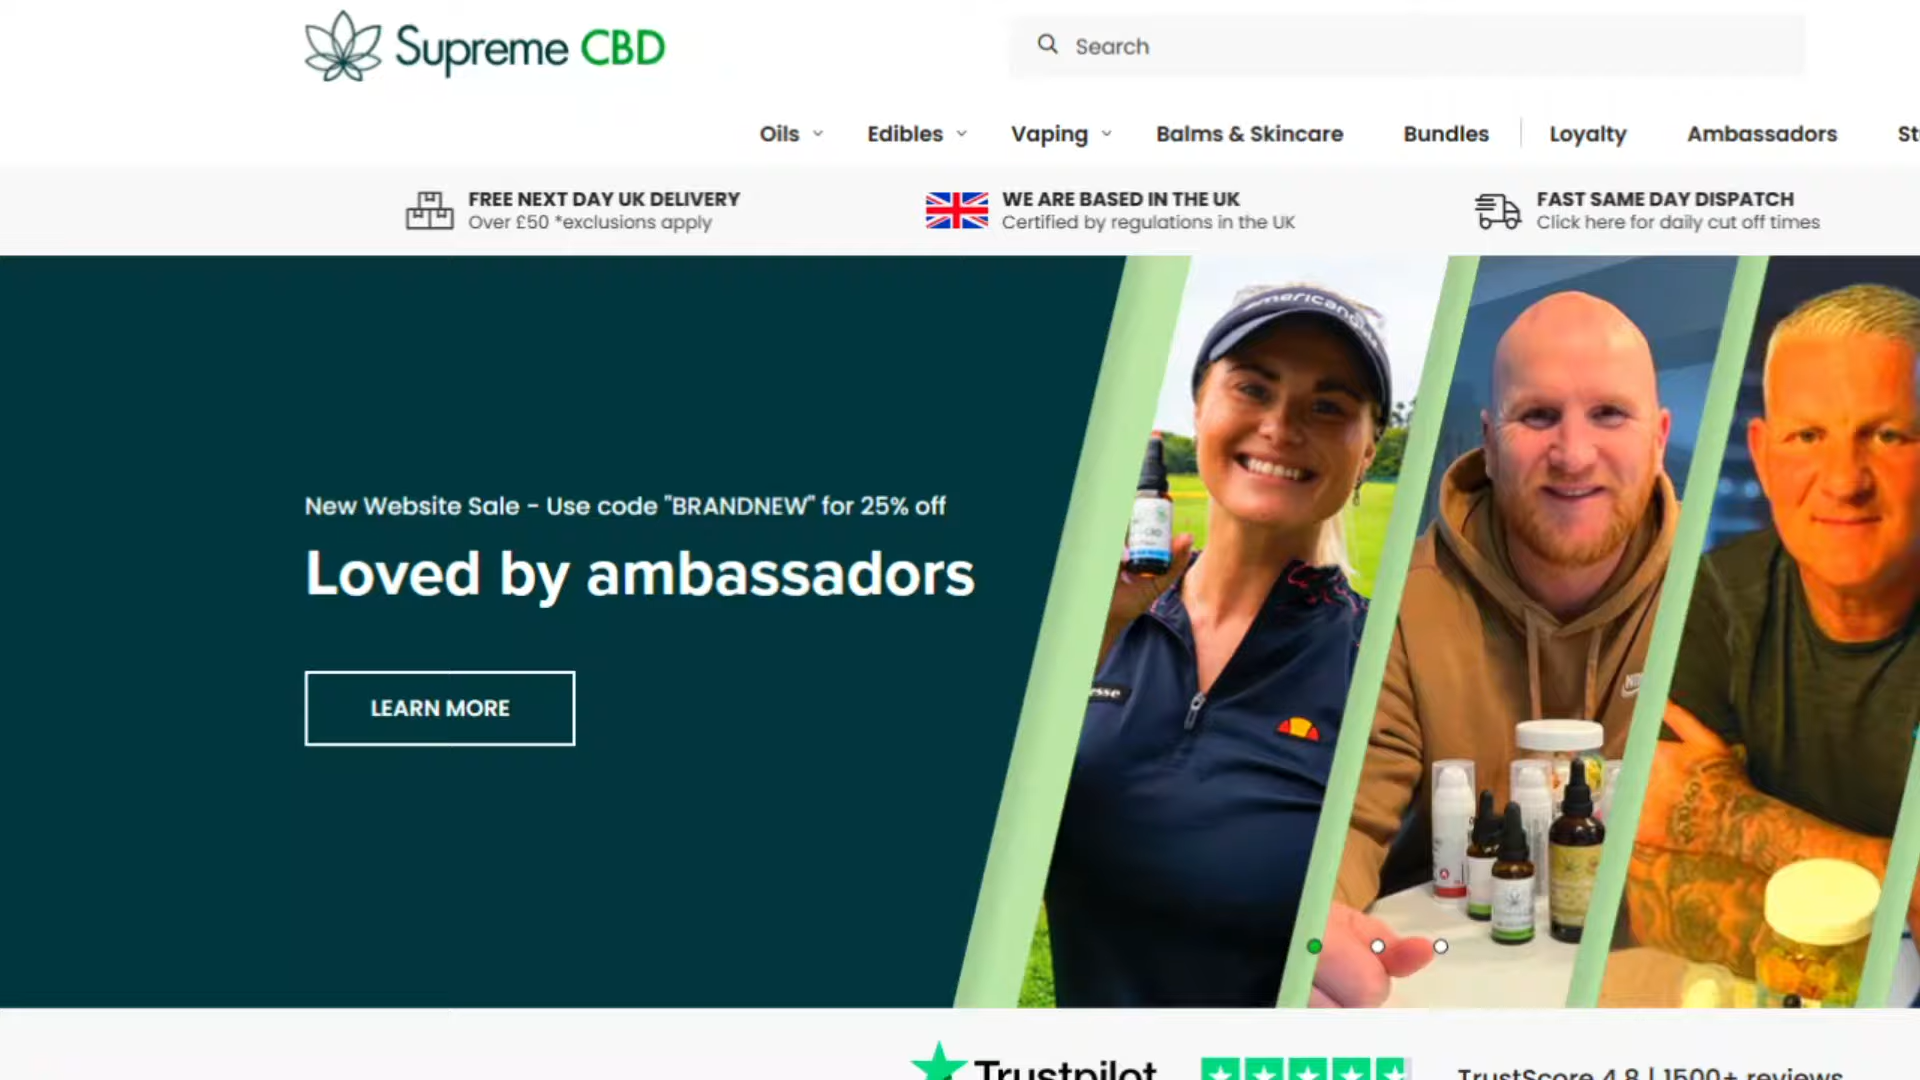 Supreme CBD
Search
Oils
Edibles
Vaping
Balms & Skincare
Bundles
Loyalty
Ambassadors
St
FREE NEXT DAY UK DELIVERY
Over £50 *exclusions apply
WE ARE BASED IN THE UK
Certified by regulations in the UK
FAST SAME DAY DISPATCH
Click here for daily cut off times
New Website Sale - Use code "BRANDNEW" for 25% off
Loved by ambassadors
LEARN MORE
Trustpilot
TrustScore 4.8 | 1500+ reviews